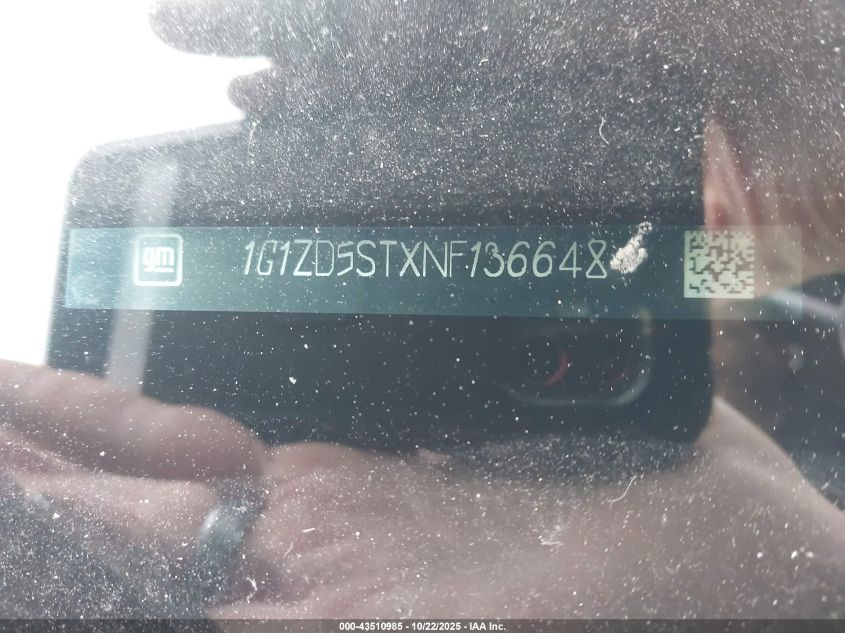 gm 1G1ZD5STXNF136648
000-43510985 - 10/22/2025 - IAA Inc.